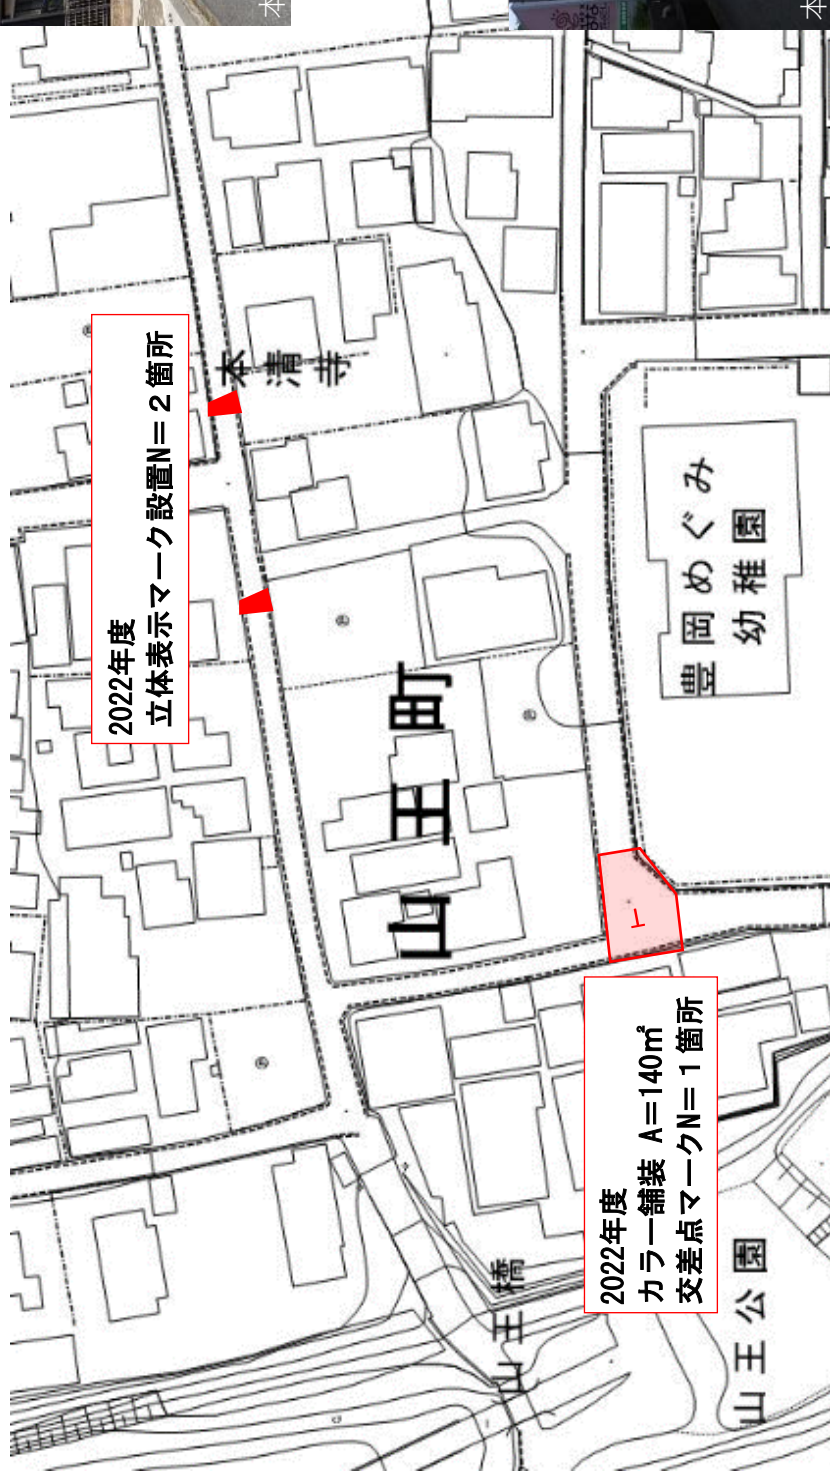 2022年度
立体表示マーク設置N=２箇所
本清寺
山王町
豊岡めぐみ
幼稚園
2022年度
カラー舗装 A=140㎡
交差点マークN=１箇所
山王橋
山王公園
本
本